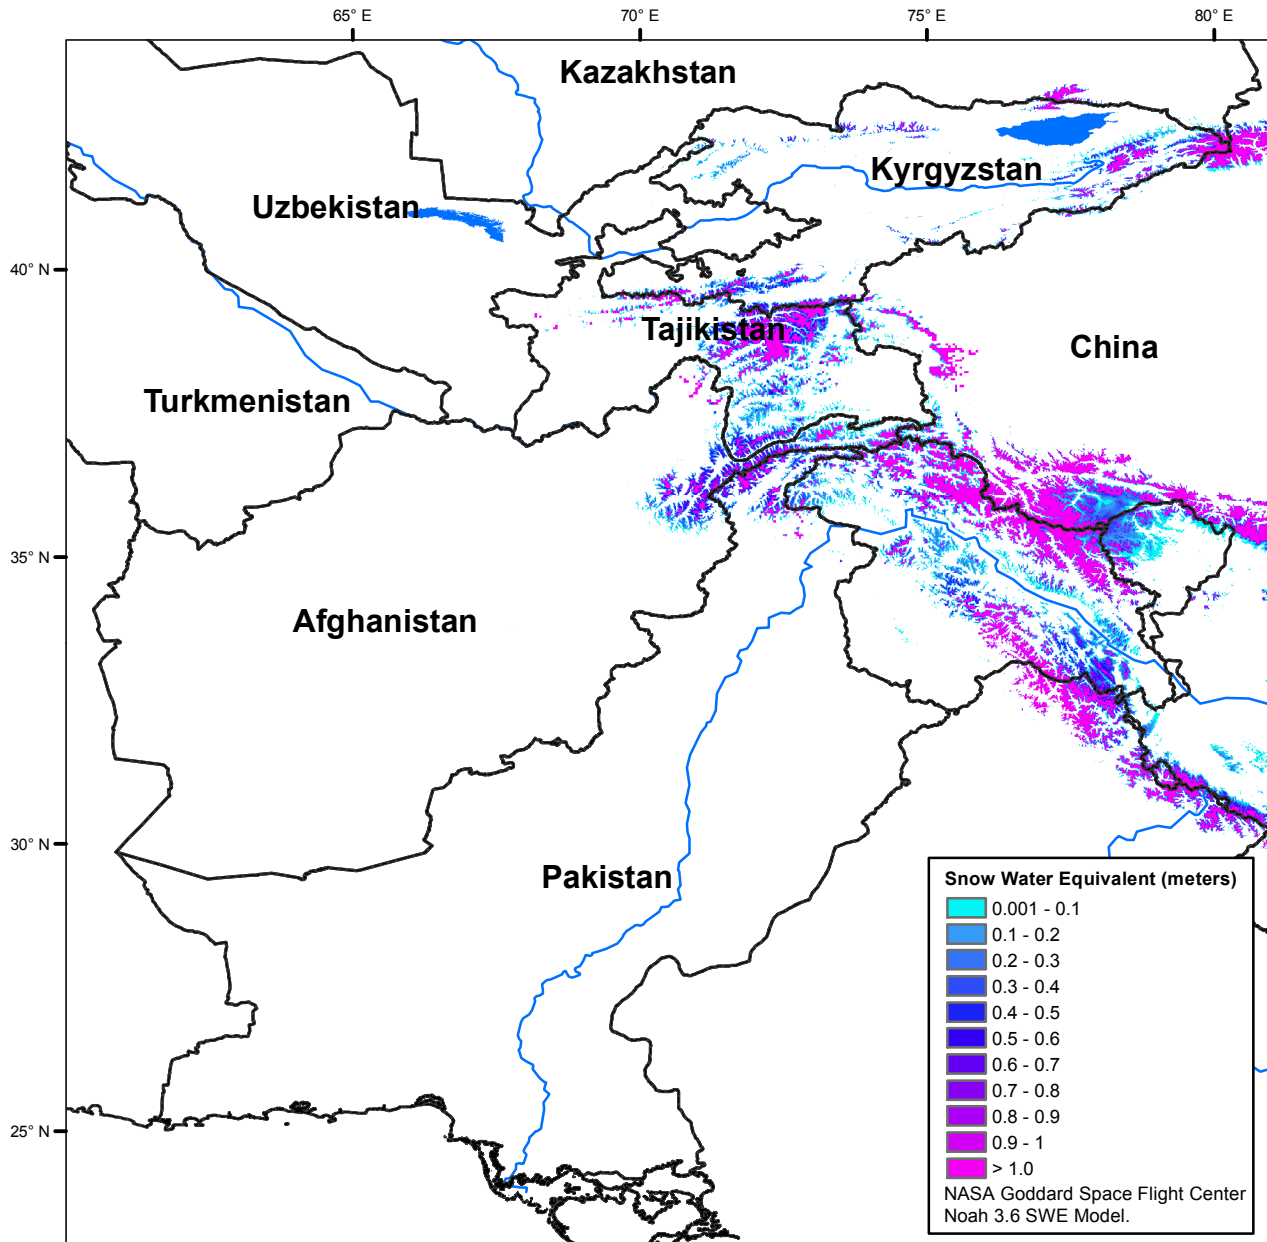 65° E
70° E
75° E
80° E
Kazakhstan
Kyrgyzstan
Uzbekistan
40° N
Tajikistan
China
Turkmenistan
35° N
Afghanistan
30° N
Pakistan
Snow Water Equivalent (meters)
0.001 - 0.1
0.1 - 0.2
0.2 - 0.3
0.3 - 0.4
0.4 - 0.5
0.5 - 0.6
0.6 - 0.7
0.7 - 0.8
0.8 - 0.9
0.9 - 1
> 1.0
NASA Goddard Space Flight Center
Noah 3.6 SWE Model.
25° N